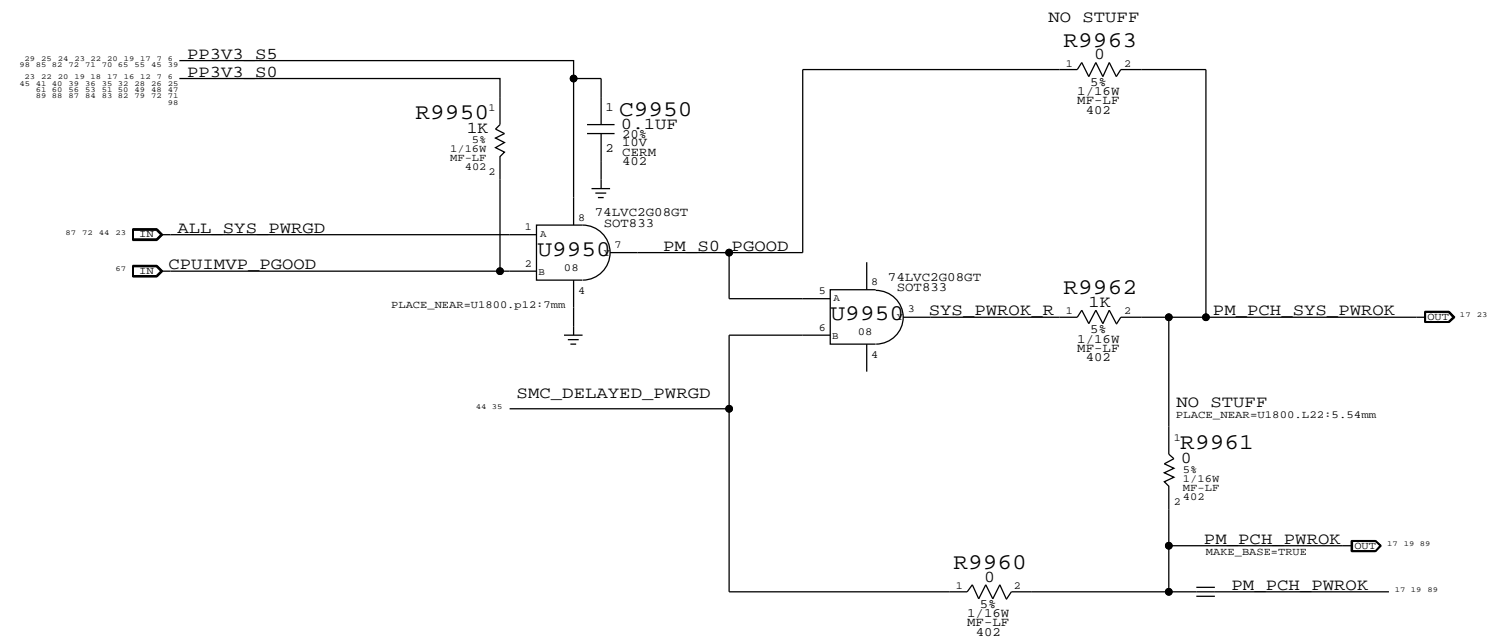 NO STUFF
R9963
0
1 2
5%
1/16W
MF-LF
402
29 25 24 23 22 20 19 17 7 6
98 85 82 72 71 70 65 55 45 39
PP3V3_S5
23 22 20 19 18 17 16 12 7 6
45 41 40 39 36 35 32 28 26 25
61 60 56 53 51 50 49 48 47
89 88 87 84 83 82 79 72 71
98
PP3V3_S0
R9950
1
1K
5%
1/16W
MF-LF
402
2
1
C9950
0.1UF
20%
10V
2
CERM
402
74LVC2G08GT
SOT833
8
87 72 44 23 IN ALL_SYS_PWRGD 1
A
U9950
Y
7 PM_S0_PGOOD
67 IN CPUIMVP_PGOOD 2
B
08
4
PLACE_NEAR=U1800.p12:7mm
74LVC2G08GT
SOT833
8
5
A
U9950
Y
3 SYS_PWROK_R
6
B
08
4
R9962
1K
1 2
5%
1/16W
MF-LF
402
PM_PCH_SYS_PWROK OUT 17 23
44 35 SMC_DELAYED_PWRGD
NO STUFF
PLACE_NEAR=U1800.L22:5.54mm
1
R9961
0
5%
1/16W
MF-LF
402
2
PM_PCH_PWROK OUT 17 19 89
MAKE_BASE=TRUE
R9960
0
1 2
5%
1/16W
MF-LF
402
PM_PCH_PWROK 17 19 89